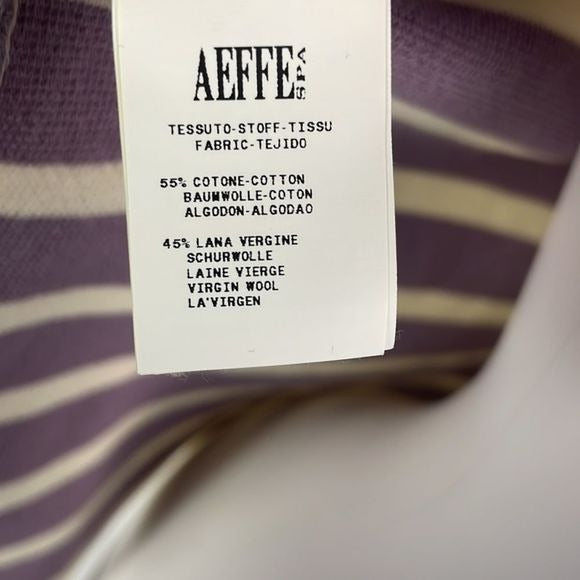 AEFFE SPA
TESSUTO-STOFF-TISSU
FABRIC-TEJIDO
55% COTONE-COTTON
BAUMWOLLE-COTON
ALGODON-ALGODAO
45% LANA VERGINE
SCHURWOLLE
LAINE VIERGE
VIRGIN WOOL
LA'VIRGEN